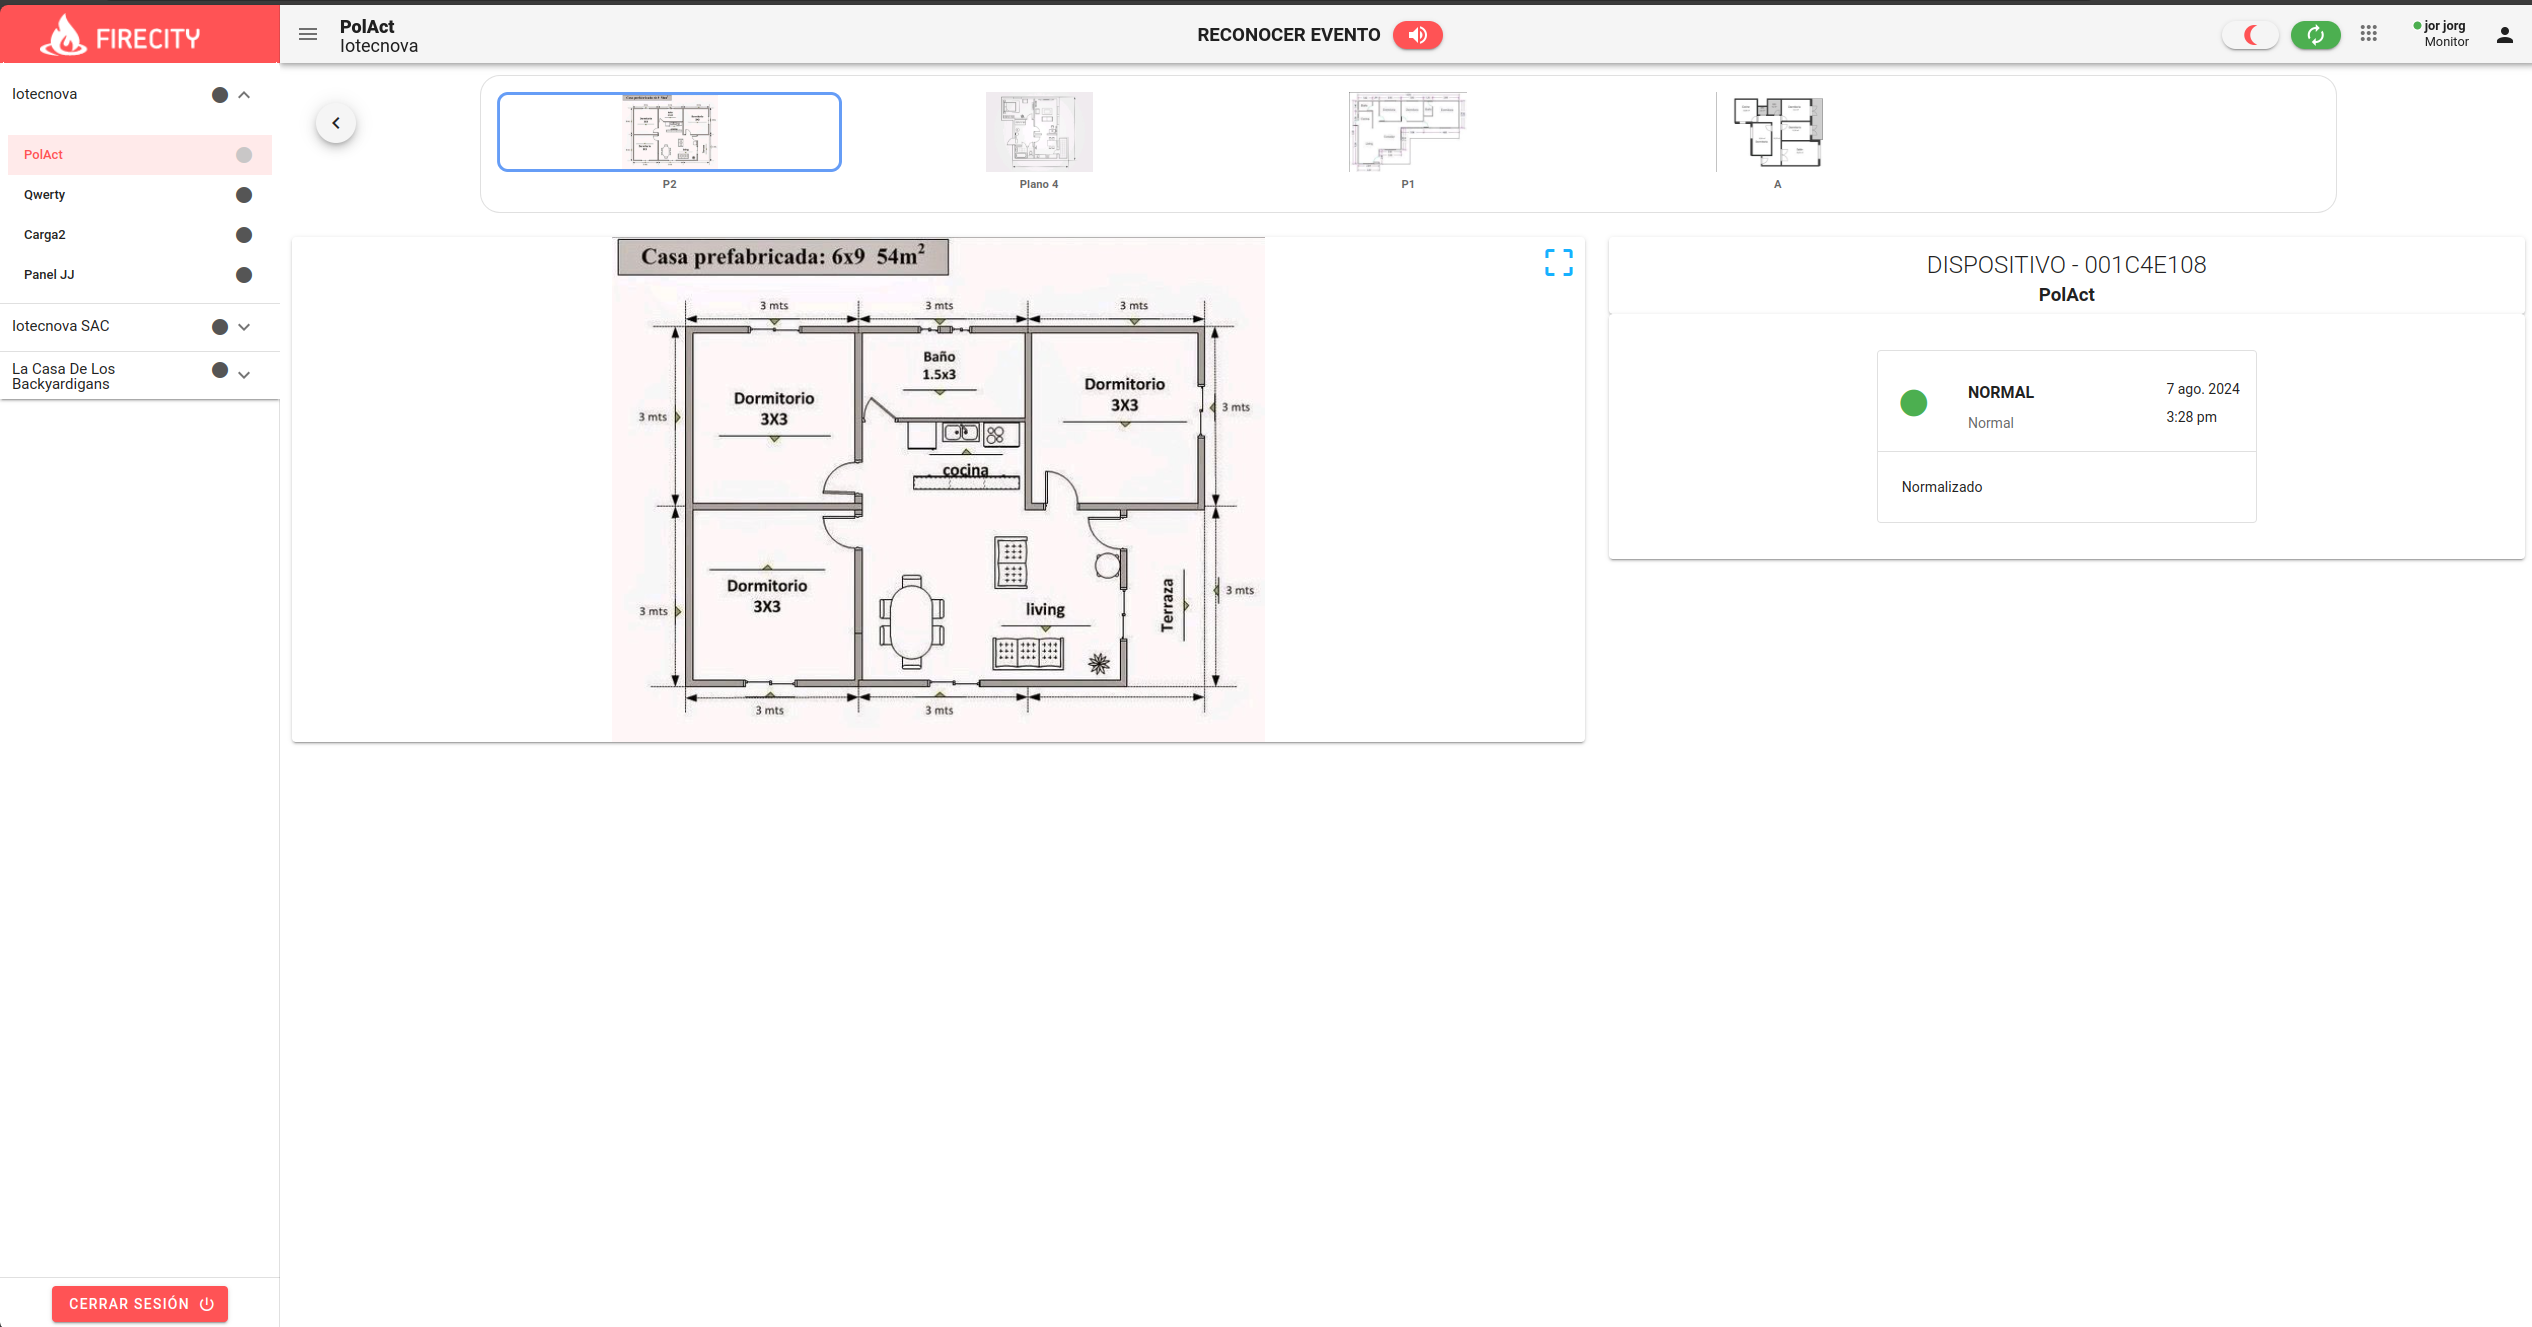 FIRECITY
PolAct
Iotecnova
RECONOCER EVENTO
jor jorg
Monitor
Iotecnova
PolAct
Qwerty
Carga2
Panel JJ
Iotecnova SAC
La Casa De Los
Backyardigans
P2
Plano 4
P1
A
Casa prefabricada: 6x9 54m²
3 mts
3 mts
3 mts
Baño
1.5x3
Dormitorio
3X3
Dormitorio
3X3
3 mts
3 mts
cocina
Dormitorio
3X3
living
Terraza
3 mts
3 mts
3 mts
3 mts
DISPOSITIVO - 001C4E108
PolAct
NORMAL
7 ago. 2024
Normal
3:28 pm
Normalizado
CERRAR SESIÓN